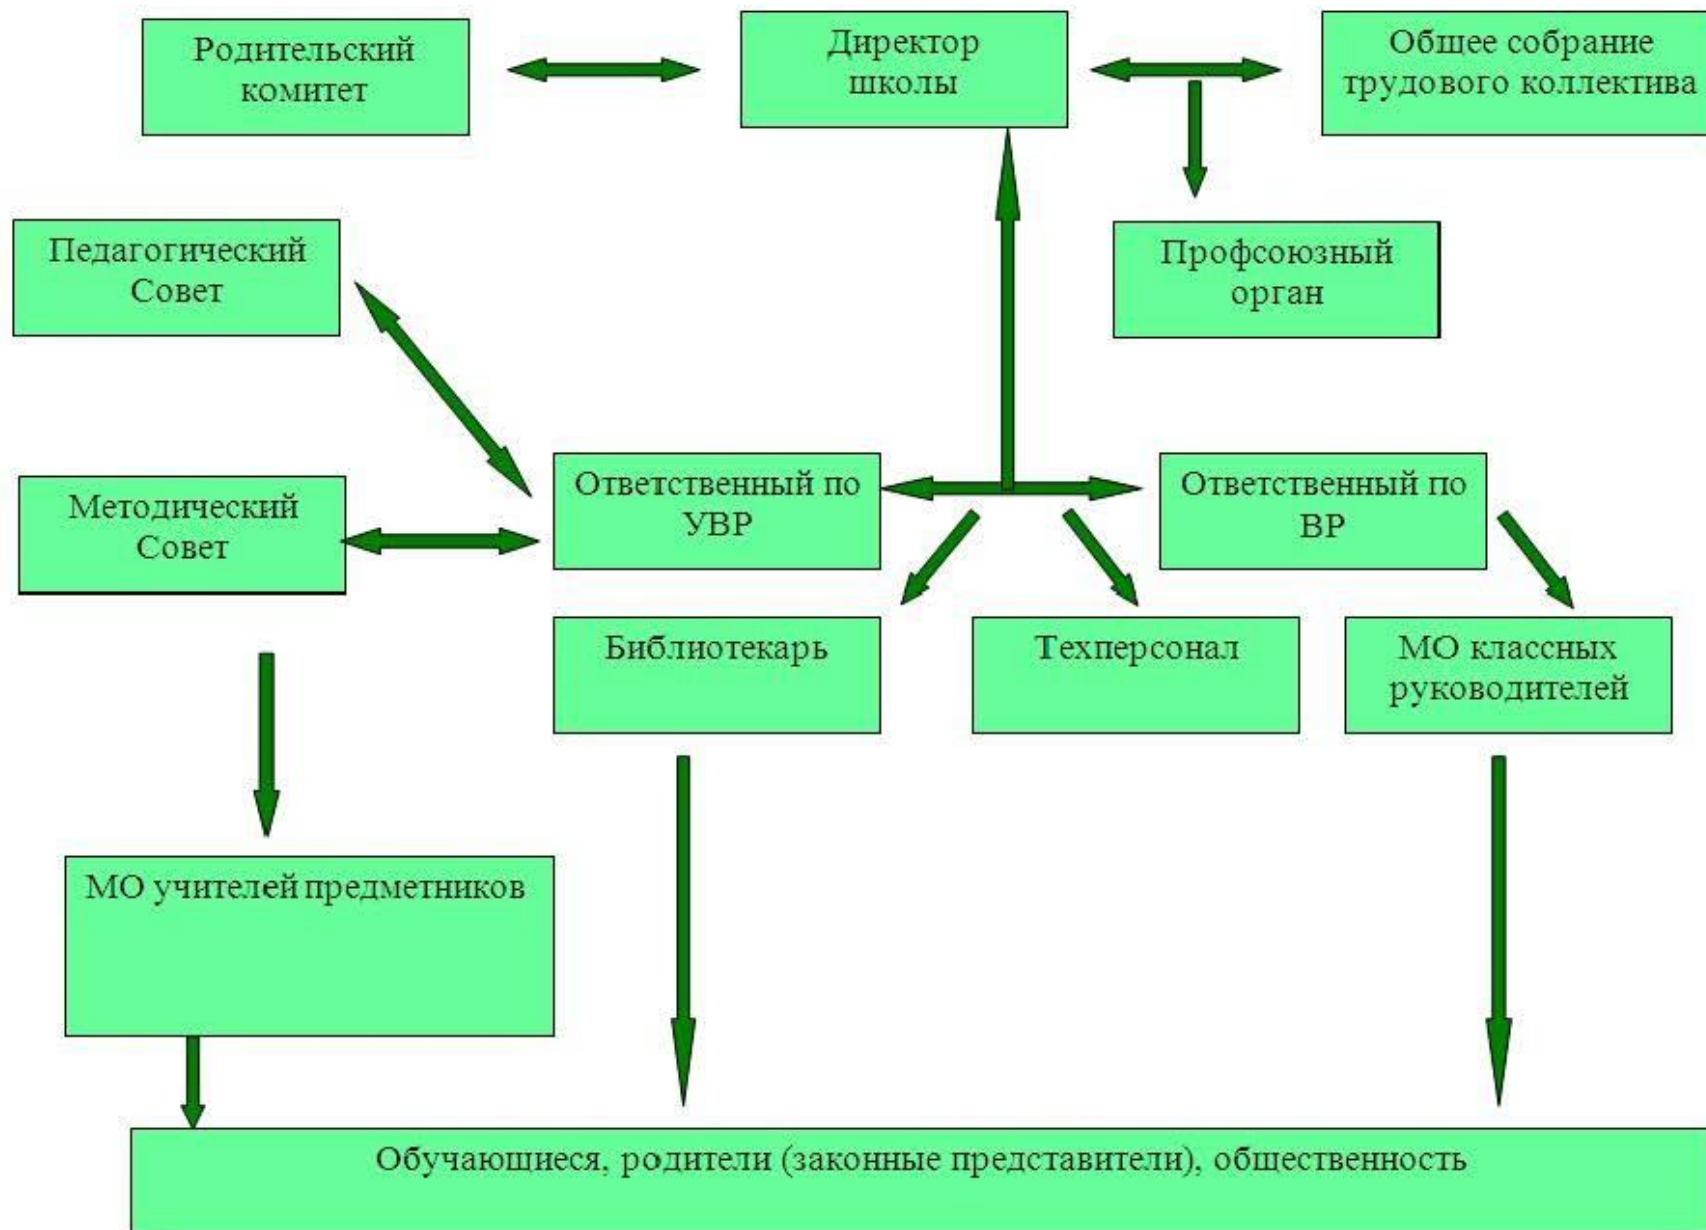 Родительский
комитет
Директор
школы
Общее собрание
трудового коллектива
Педагогический
Совет
Профсоюзный
орган
Методический
Совет
Ответственный по
УВР
Ответственный по
ВР
Библиотекарь
Техперсонал
МО классных
руководителей
МО учителей предметников
Обучающиеся, родители (законные представители), общественность